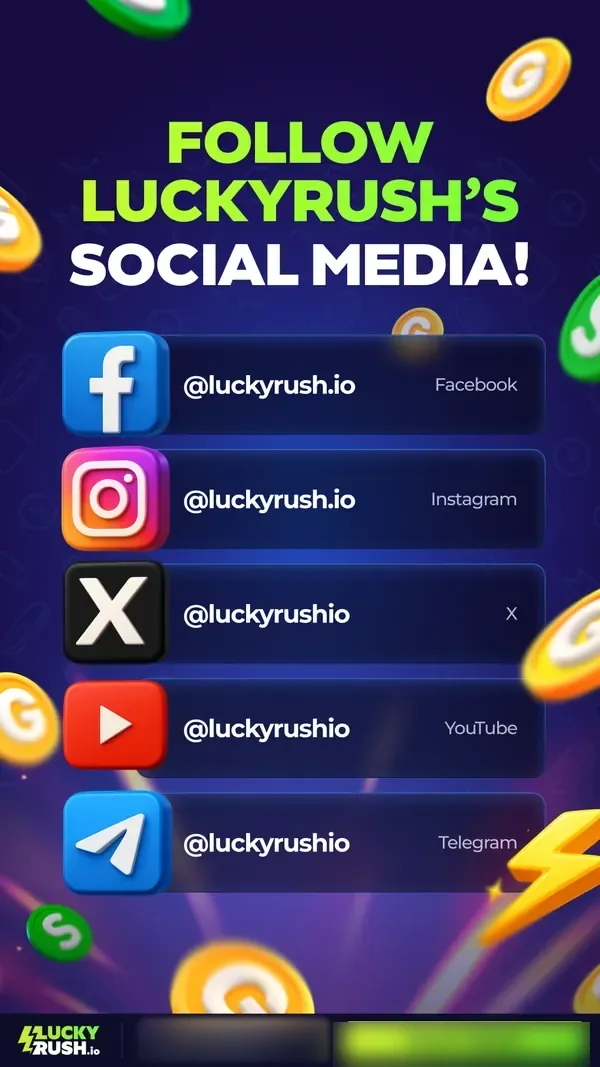 FOLLOW
LUCKYRUSH'S
SOCIAL MEDIA!
G
G
S
G
S
@luckyrush.io Facebook
@luckyrush.io Instagram
X
@luckyrushio X
G
G
@luckyrushio YouTube
@luckyrushio Telegram
S
G
LUCKY
RUSH.io